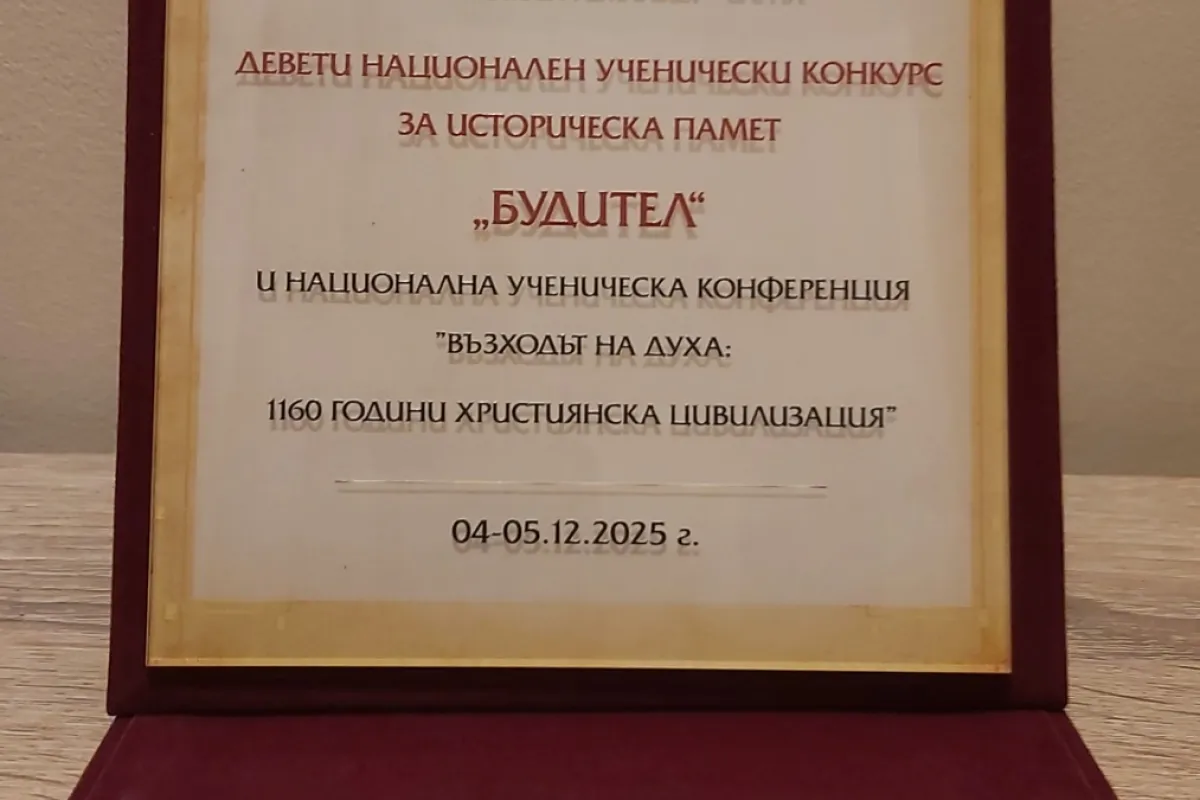 ДЕВЕТИ НАЦИОНАЛЕН УЧЕНИЧЕСКИ КОНКУРС
ЗА ИСТОРИЧЕСКА ПАМЕТ
„БУДИТЕЛ“
И НАЦИОНАЛНА УЧЕНИЧЕСКА КОНФЕРЕНЦИЯ
"ВЪЗХОДЪТ НА ДУХА:
1160 ГОДИНИ ХРИСТИЯНСКА ЦИВИЛИЗАЦИЯ"
04-05.12.2025 г.